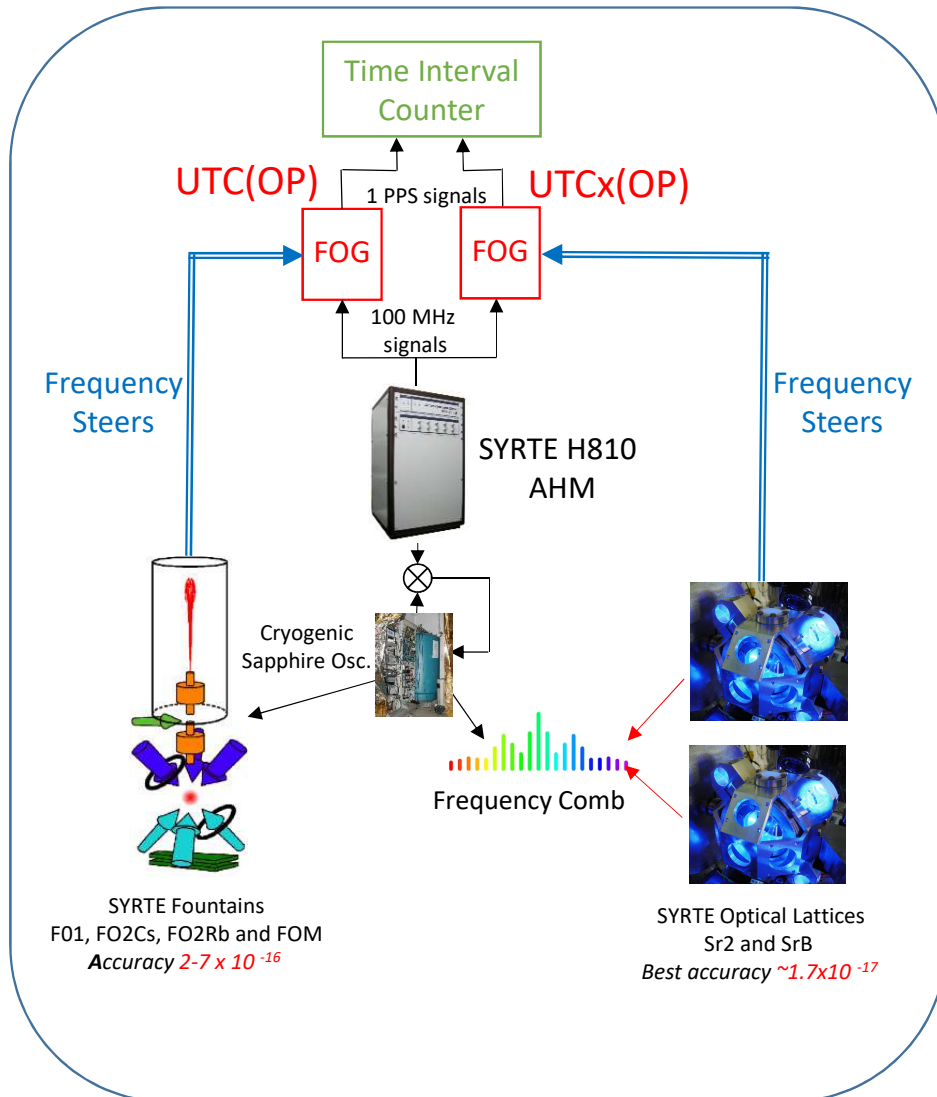 Time Interval
Counter
UTC(OP)
UTCx(OP)
1 PPS signals
FOG
FOG
100 MHz
signals
Frequency
Steers
Frequency
Steers
SYRTE H810
AHM
Cryogenic
Sapphire Osc.
Frequency Comb
SYRTE Fountains
F01, FO2Cs, FO2Rb and FOM
Accuracy 2-7 x 10 -16
SYRTE Optical Lattices
Sr2 and SrB
Best accuracy ~1.7x10 -17